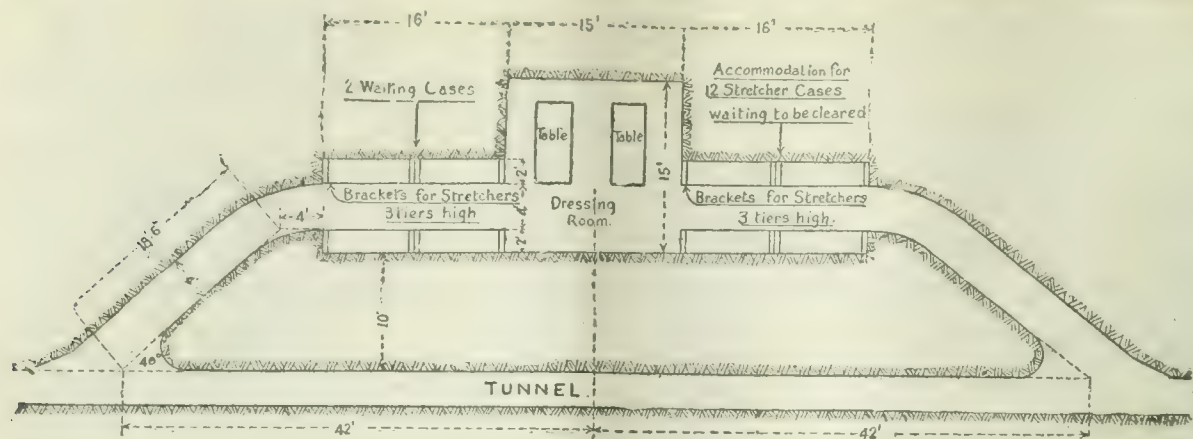 16'
15'
16'
2 Waiting Cases
Accommodation for
12 Stretcher Cases
waiting to be cleared
Table
Table
15'
2'
4'
2'
Brackets for Stretchers
3 tiers high
Dressing
Room.
Brackets for Stretchers
3 tiers high.
4'
18'6"
4'
10'
40°
TUNNEL.
42'
42'